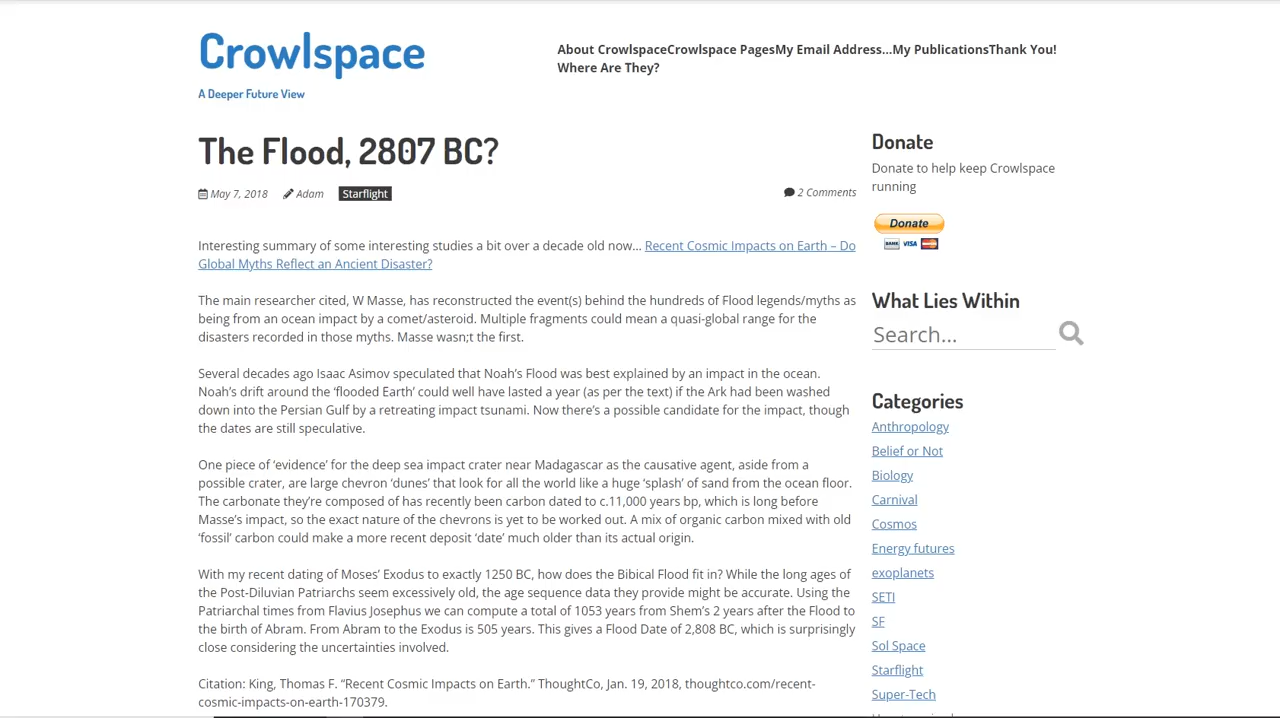 Crowlspace
A Deeper Future View
About CrowlspaceCrowlspace PagesMy Email Address...My PublicationsThank You!
Where Are They?
The Flood, 2807 BC?
May 7, 2018 Adam Starflight 2 Comments
Interesting summary of some interesting studies a bit over a decade old now… Recent Cosmic Impacts on Earth – Do
Global Myths Reflect an Ancient Disaster?
The main researcher cited, W Masse, has reconstructed the event(s) behind the hundreds of Flood legends/myths as
being from an ocean impact by a comet/asteroid. Multiple fragments could mean a quasi-global range for the
disasters recorded in those myths. Masse wasn;t the first.
Several decades ago Isaac Asimov speculated that Noah’s Flood was best explained by an impact in the ocean.
Noah’s drift around the ‘flooded Earth’ could well have lasted a year (as per the text) if the Ark had been washed
down into the Persian Gulf by a retreating impact tsunami. Now there’s a possible candidate for the impact, though
the dates are still speculative.
One piece of ‘evidence’ for the deep sea impact crater near Madagascar as the causative agent, aside from a
possible crater, are large chevron ‘dunes’ that look for all the world like a huge ‘splash’ of sand from the ocean floor.
The carbonate they’re composed of has recently been carbon dated to c.11,000 years bp, which is long before
Masse’s impact, so the exact nature of the chevrons is yet to be worked out. A mix of organic carbon mixed with old
‘fossil’ carbon could make a more recent deposit ‘date’ much older than its actual origin.
With my recent dating of Moses’ Exodus to exactly 1250 BC, how does the Bibical Flood fit in? While the long ages of
the Post-Diluvian Patriarchs seem excessively old, the age sequence data they provide might be accurate. Using the
Patriarchal times from Flavius Josephus we can compute a total of 1053 years from Shem’s 2 years after the Flood to
the birth of Abram. From Abram to the Exodus is 505 years. This gives a Flood Date of 2,808 BC, which is surprisingly
close considering the uncertainties involved.
Citation: King, Thomas F. “Recent Cosmic Impacts on Earth.” ThoughtCo, Jan. 19, 2018, thoughtco.com/recent-
cosmic-impacts-on-earth-170379.
Donate
Donate to help keep Crowlspace
running
Donate
BANK VISA
What Lies Within
Search…
Categories
Anthropology
Belief or Not
Biology
Carnival
Cosmos
Energy futures
exoplanets
SETI
SF
Sol Space
Starflight
Super-Tech